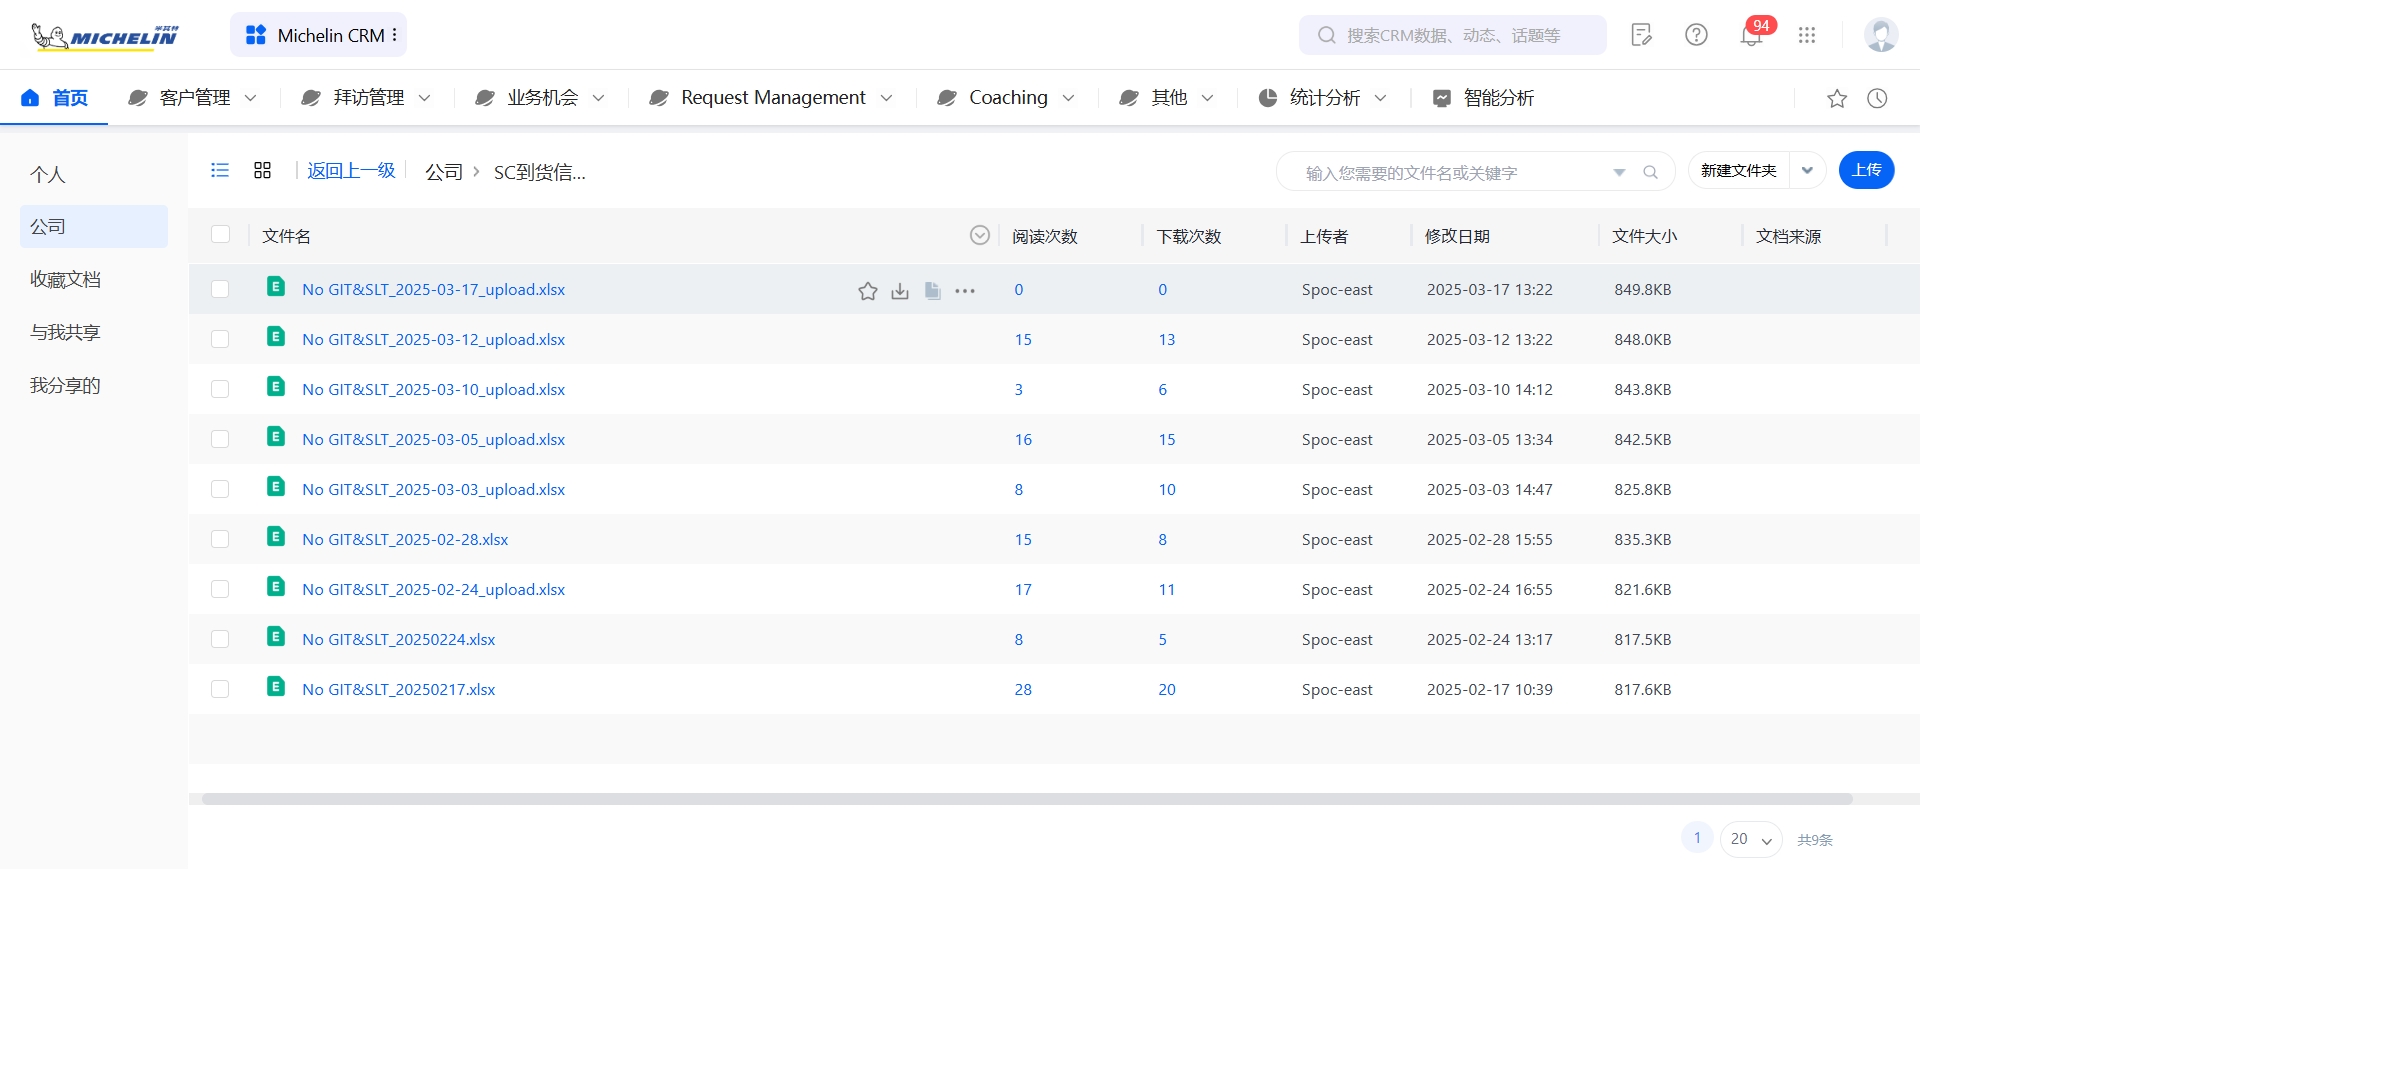 米其林
MICHELIN
Michelin CRM
搜索CRM数据、动态、话题等
94
首页
客户管理
拜访管理
业务机会
Request Management
Coaching
其他
统计分析
智能分析
个人
公司
收藏文档
与我共享
我分享的
返回上一级
公司
SC到货信...
输入您需要的文件名或关键字
新建文件夹
上传
文件名 阅读次数 下载次数 上传者 修改日期 文件大小 文档来源
No GIT&SLT_2025-03-17_upload.xlsx 0 0 Spoc-east 2025-03-17 13:22 849.8KB
No GIT&SLT_2025-03-12_upload.xlsx 15 13 Spoc-east 2025-03-12 13:22 848.0KB
No GIT&SLT_2025-03-10_upload.xlsx 3 6 Spoc-east 2025-03-10 14:12 843.8KB
No GIT&SLT_2025-03-05_upload.xlsx 16 15 Spoc-east 2025-03-05 13:34 842.5KB
No GIT&SLT_2025-03-03_upload.xlsx 8 10 Spoc-east 2025-03-03 14:47 825.8KB
No GIT&SLT_2025-02-28.xlsx 15 8 Spoc-east 2025-02-28 15:55 835.3KB
No GIT&SLT_2025-02-24_upload.xlsx 17 11 Spoc-east 2025-02-24 16:55 821.6KB
No GIT&SLT_20250224.xlsx 8 5 Spoc-east 2025-02-24 13:17 817.5KB
No GIT&SLT_20250217.xlsx 28 20 Spoc-east 2025-02-17 10:39 817.6KB
1 20 共9条